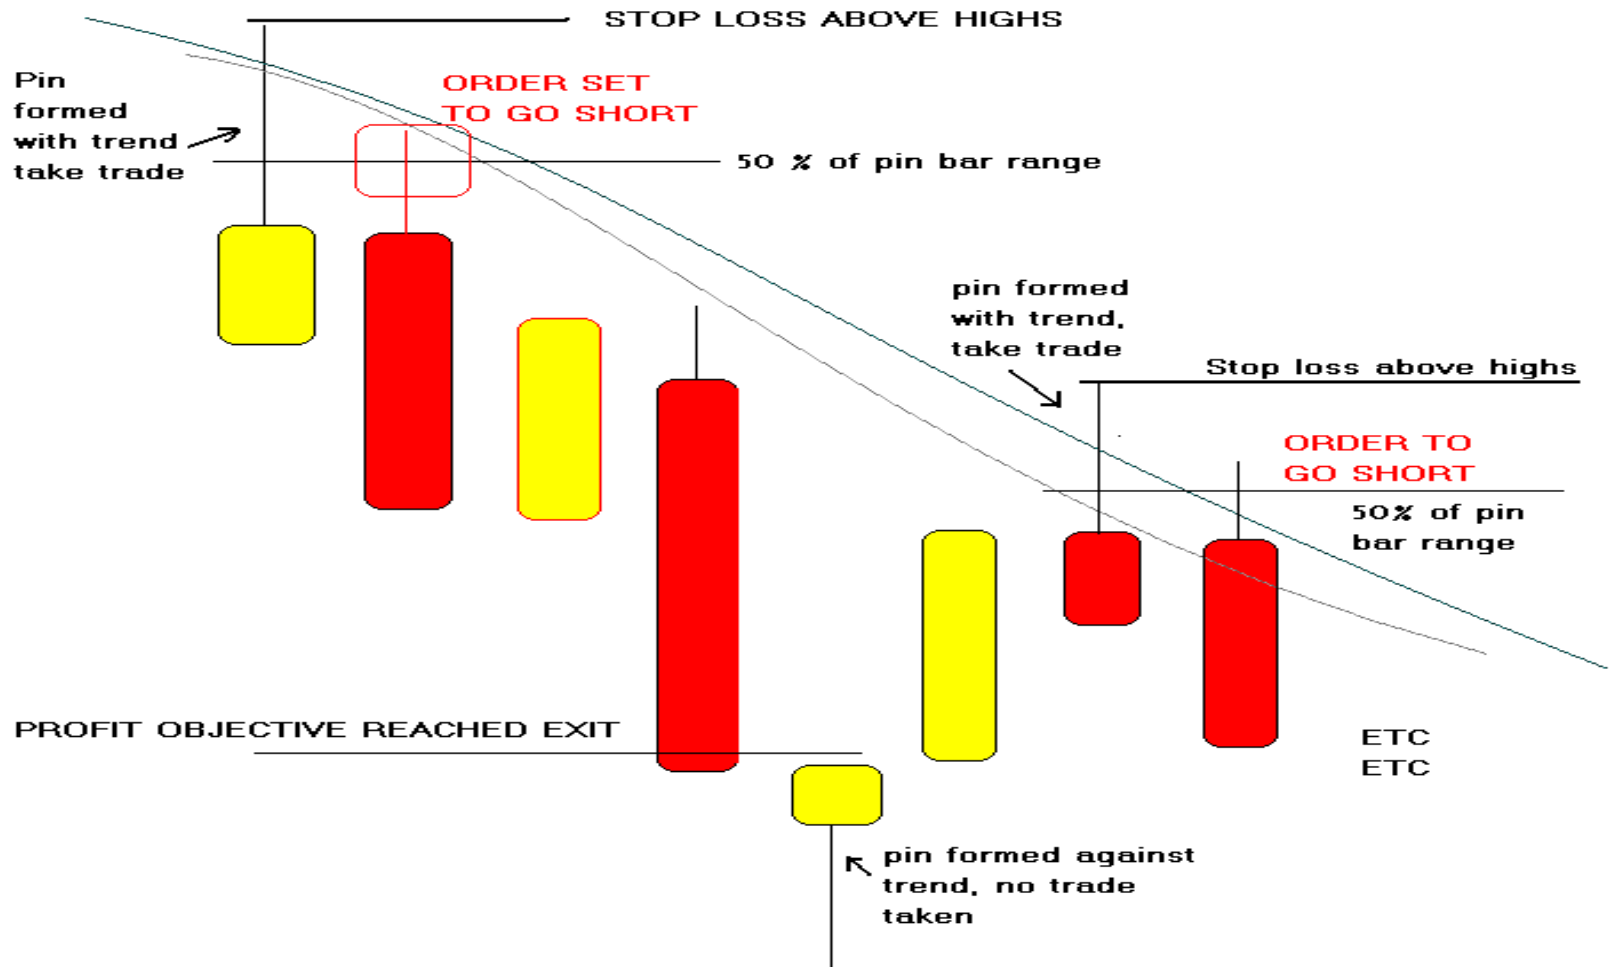 STOP LOSS ABOVE HIGHS
Pin
formed
with trend
take trade
ORDER SET
TO GO SHORT
50 % of pin bar range
pin formed
with trend,
take trade
Stop loss above highs
ORDER TO
GO SHORT
50% of pin
bar range
PROFIT OBJECTIVE REACHED EXIT
ETC
ETC
pin formed against
trend, no trade
taken